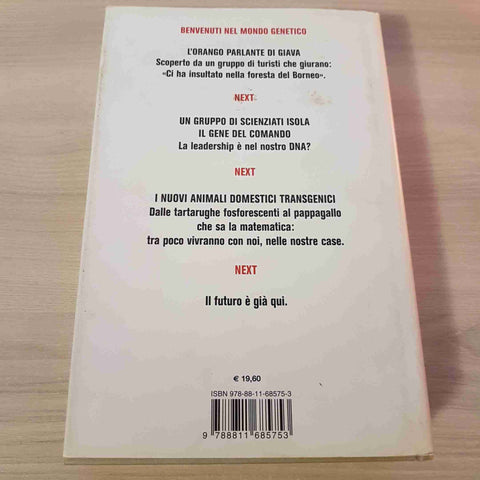 BENVENUTI NEL MONDO GENETICO
L'ORANGO PARLANTE DI GIAVA
Scoperto da un gruppo di turisti che giurano:
«Ci ha insultato nella foresta del Borneo».
NEXT
UN GRUPPO DI SCIENZIATI ISOLA
IL GENE DEL COMANDO
La leadership è nel nostro DNA?
NEXT
I NUOVI ANIMALI DOMESTICI TRANSGENICI
Dalle tartarughe fosforescenti al pappagallo
che sa la matematica:
tra poco vivranno con noi, nelle nostre case.
NEXT
Il futuro è già qui.
€ 19,60
ISBN 978-88-11-68575-3
9 788811 685753